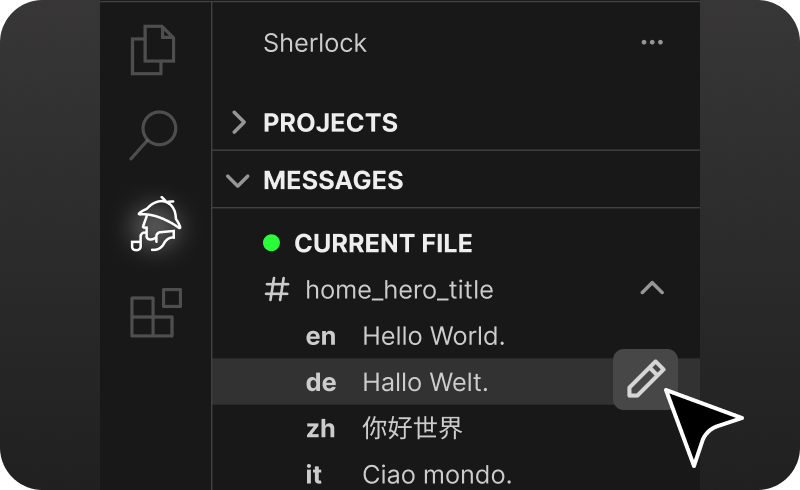 Sherlock
PROJECTS
MESSAGES
CURRENT FILE
# home_hero_title
en Hello World.
de Hallo Welt.
zh 你好世界
it Ciao mondo.